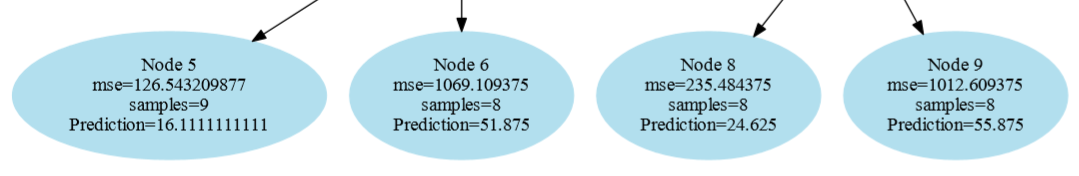 Node 5
mse=126.543209877
samples=9
Prediction=16.1111111111
Node 6
mse=1069.109375
samples=8
Prediction=51.875
Node 8
mse=235.484375
samples=8
Prediction=24.625
Node 9
mse=1012.609375
samples=8
Prediction=55.875